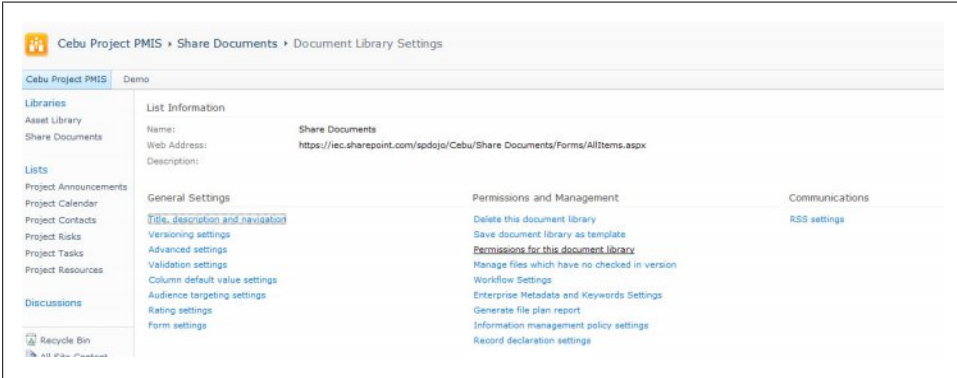 Cebu Project PMIS ▸ Share Documents ▸ Document Library Settings
Cebu Project PMIS Demo
Libraries
Asset Library
Share Documents
Lists
Project Announcements
Project Calendar
Project Contacts
Project Risks
Project Tasks
Project Resources
Discussions
Recycle Bin
All Site Content
List Information
Name: Share Documents
Web Address: https://iec.sharepoint.com/spdojo/Cebu/Share Documents/Forms/AllItems.aspx
Description:
General Settings
Title, description and navigation
Versioning settings
Advanced settings
Validation settings
Column default value settings
Audience targeting settings
Rating settings
Form settings
Permissions and Management
Delete this document library
Save document library as template
Permissions for this document library
Manage files which have no checked in version
Workflow Settings
Enterprise Metadata and Keywords Settings
Generate file plan report
Information management policy settings
Record declaration settings
Communications
RSS settings